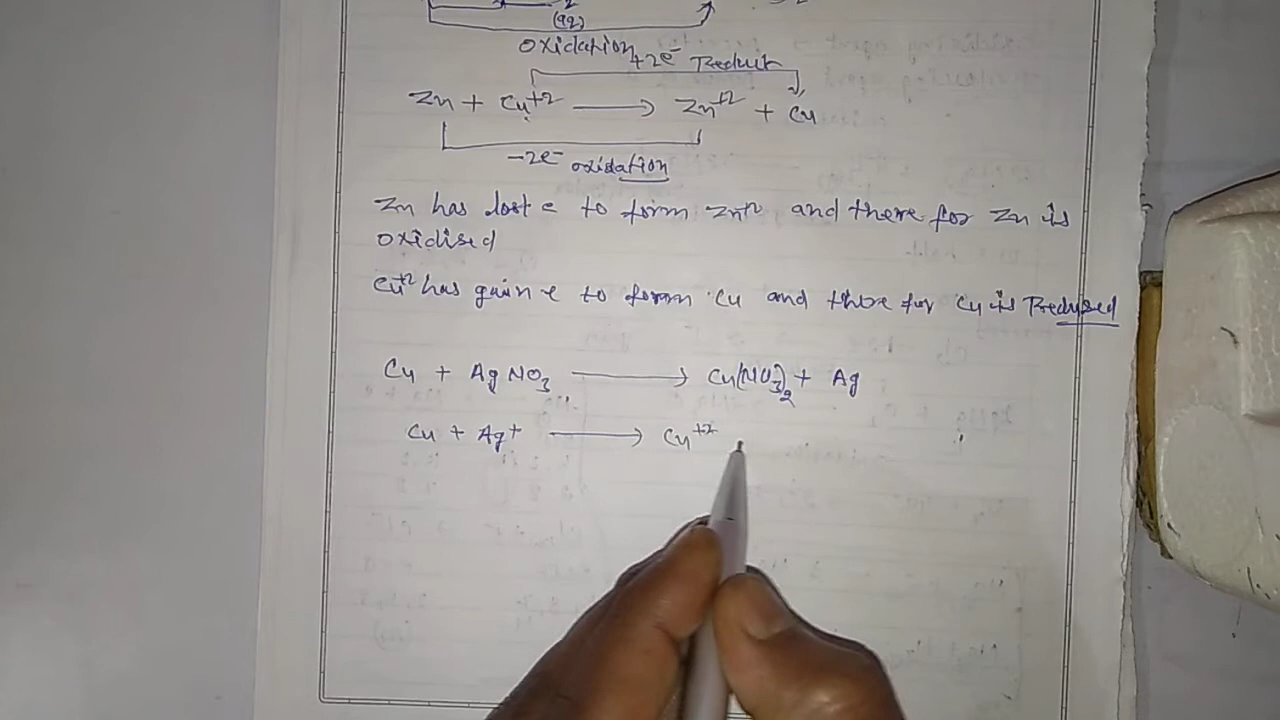 (aq)
oxidation
+2e⁻ Reduit
Zn + Cu⁺² ⟶ Zn⁺² + Cu
-2e⁻ oxidation
Zn has lost e to form Zn⁺² and there for Zn is
oxidised
Cu⁺² has gain e to form Cu and there for Cu is Redused
Cu + AgNO₃ ⟶ Cu(NO₃)₂ + Ag
Cu + Ag⁺ ⟶ Cu⁺²